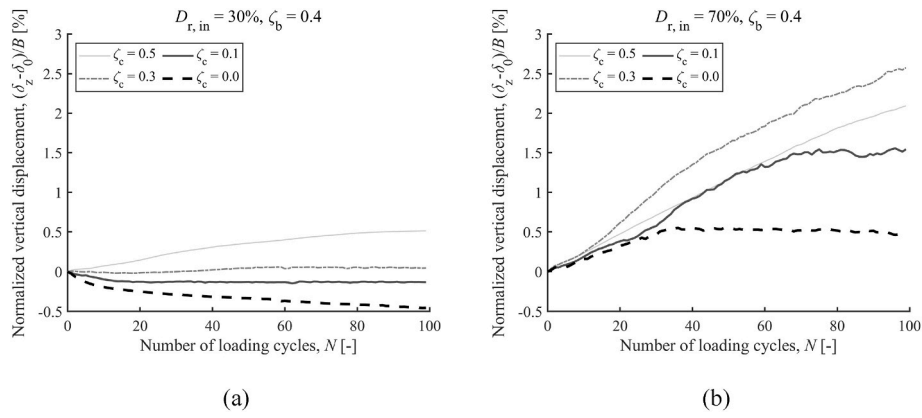 D_r, in = 30%, ζ_b = 0.4
Normalized vertical displacement, (δ_z-δ_0)/B [%]
3
2.5
2
1.5
1
0.5
0
-0.5
ζ_c = 0.5 ζ_c = 0.1
ζ_c = 0.3 ζ_c = 0.0
0 20 40 60 80 100
Number of loading cycles, N [-]
(a)
D_r, in = 70%, ζ_b = 0.4
Normalized vertical displacement, (δ_z-δ_0)/B [%]
3
2.5
2
1.5
1
0.5
0
-0.5
ζ_c = 0.5 ζ_c = 0.1
ζ_c = 0.3 ζ_c = 0.0
0 20 40 60 80 100
Number of loading cycles, N [-]
(b)